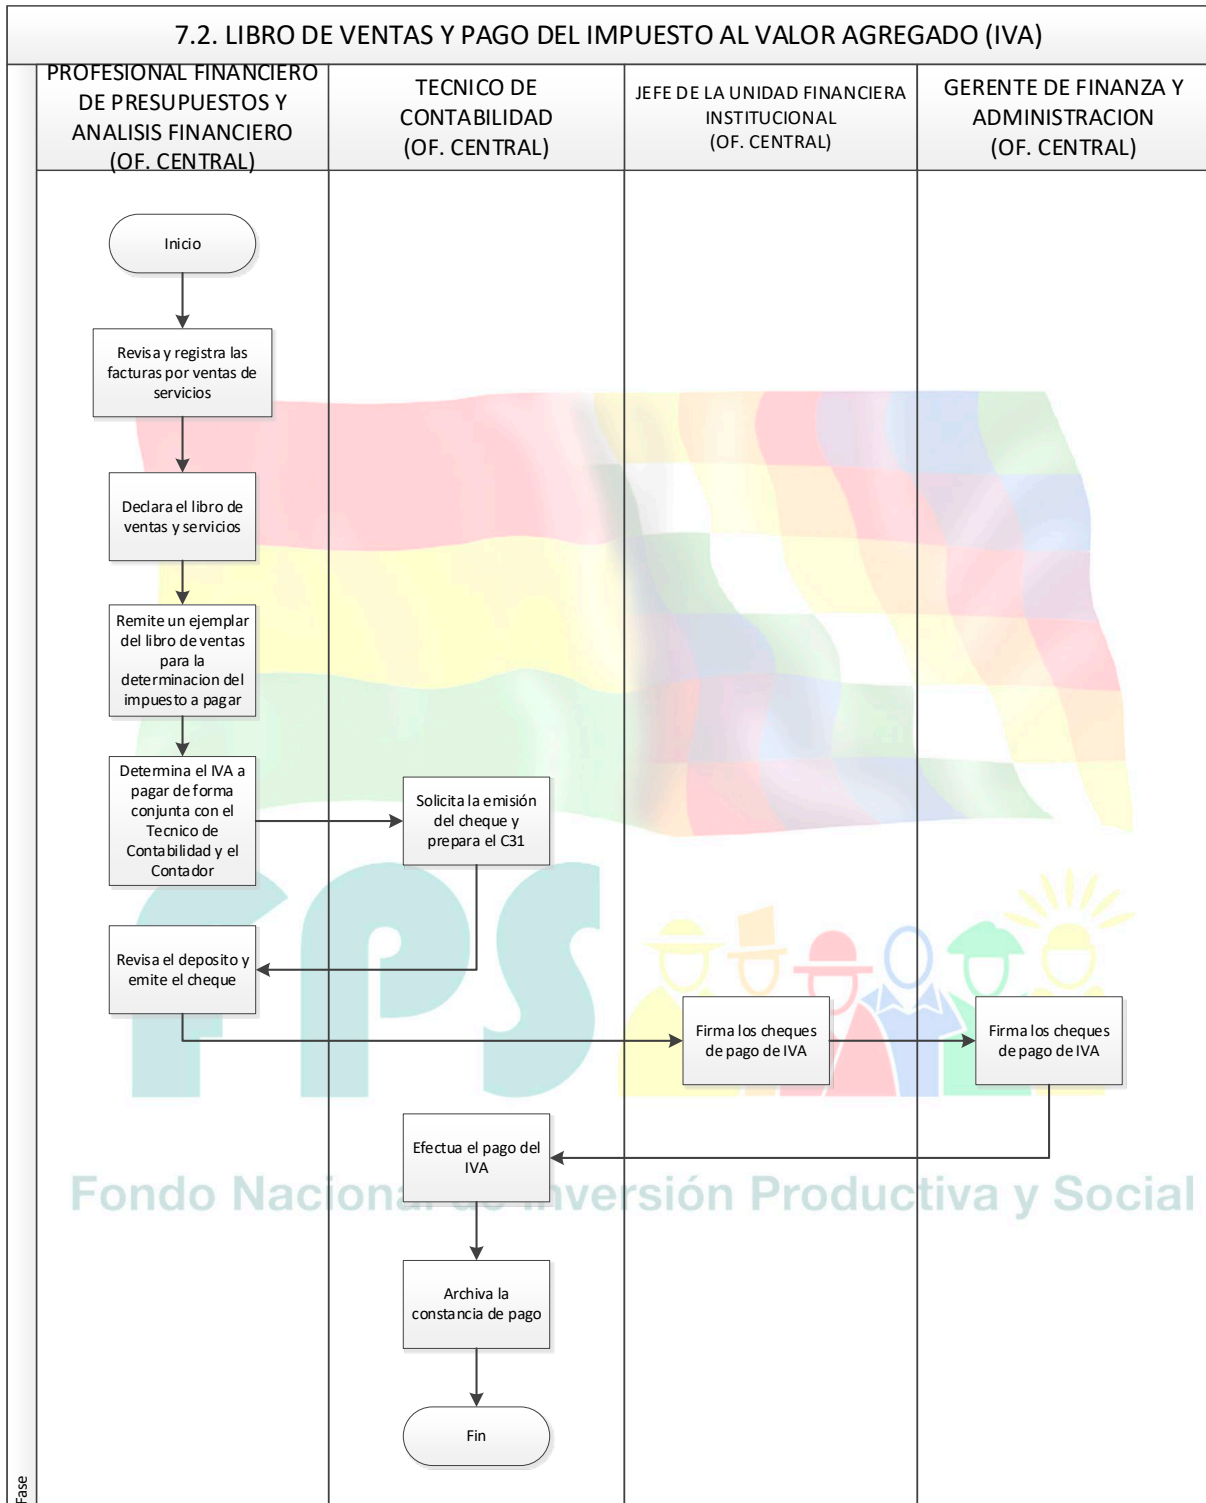 7.2. LIBRO DE VENTAS Y PAGO DEL IMPUESTO AL VALOR AGREGADO (IVA)
PROFESIONAL FINANCIERO
DE PRESUPUESTOS Y
ANALISIS FINANCIERO
(OF. CENTRAL)
TECNICO DE
CONTABILIDAD
(OF. CENTRAL)
JEFE DE LA UNIDAD FINANCIERA
INSTITUCIONAL
(OF. CENTRAL)
GERENTE DE FINANZA Y
ADMINISTRACION
(OF. CENTRAL)
Inicio
Revisa y registra las
facturas por ventas de
servicios
Declara el libro de
ventas y servicios
Remite un ejemplar
del libro de ventas
para la
determinacion del
impuesto a pagar
Determina el IVA a
pagar de forma
conjunta con el
Tecnico de
Contabilidad y el
Contador
Solicita la emisión
del cheque y
prepara el C31
Revisa el deposito y
emite el cheque
Firma los cheques
de pago de IVA
Firma los cheques
de pago de IVA
Efectua el pago del
IVA
Archiva la
constancia de pago
Fin
Fase
FPS
Fondo Nacional de Inversión Productiva y Social